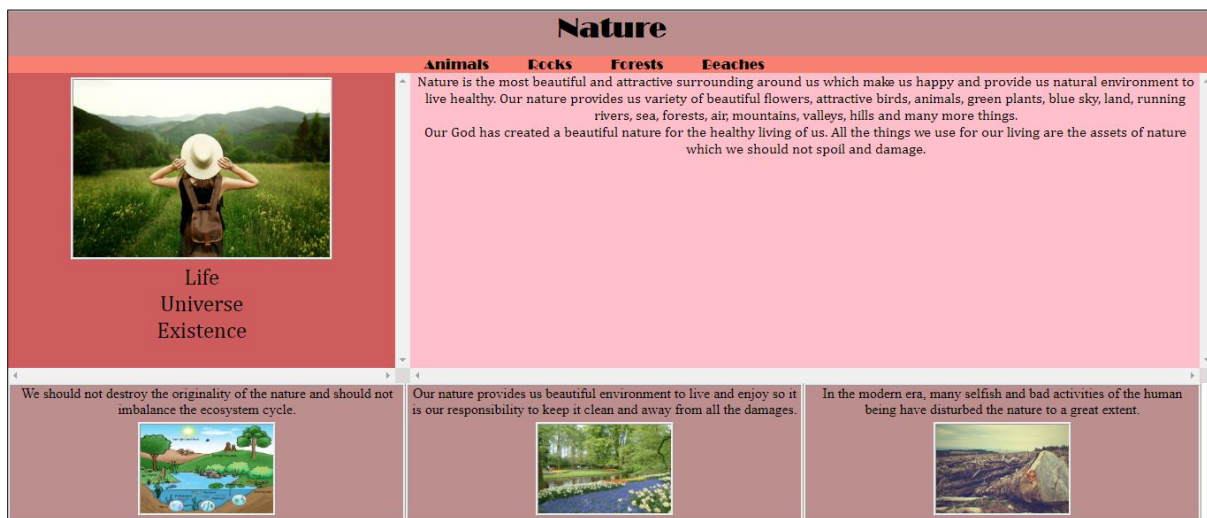 Nature
Animals Rocks Forests Beaches
Life
Universe
Existence
Nature is the most beautiful and attractive surrounding around us which make us happy and provide us natural environment to
live healthy. Our nature provides us variety of beautiful flowers, attractive birds, animals, green plants, blue sky, land, running
rivers, sea, forests, air, mountains, valleys, hills and many more things.
Our God has created a beautiful nature for the healthy living of us. All the things we use for our living are the assets of nature
which we should not spoil and damage.
We should not destroy the originality of the nature and should not
imbalance the ecosystem cycle.
Our nature provides us beautiful environment to live and enjoy so it
is our responsibility to keep it clean and away from all the damages.
In the modern era, many selfish and bad activities of the human
being have disturbed the nature to a great extent.